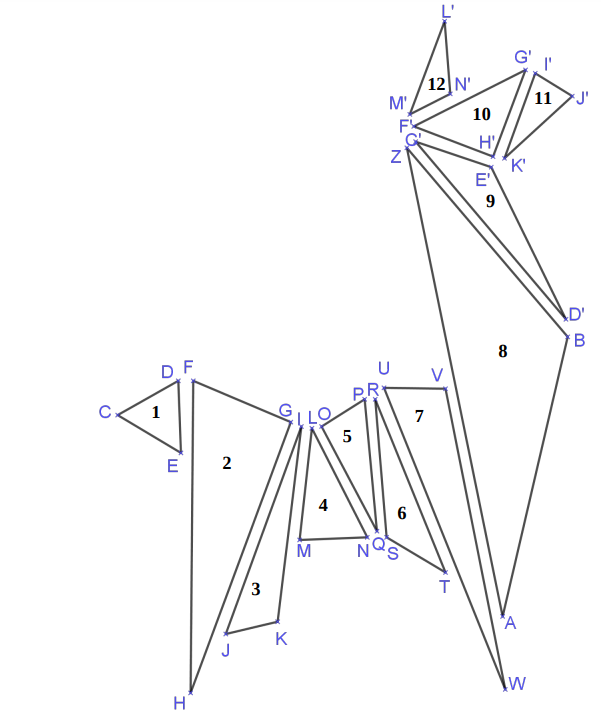 L'
12
N'
M'
G'
I'
11
J'
10
F'
H'
C'
K'
Z
E'
9
D'
B
8
D
F
U
V
C
1
P
R
G
I
L
O
7
E
2
5
4
6
M
N
Q
S
3
T
K
J
A
W
H